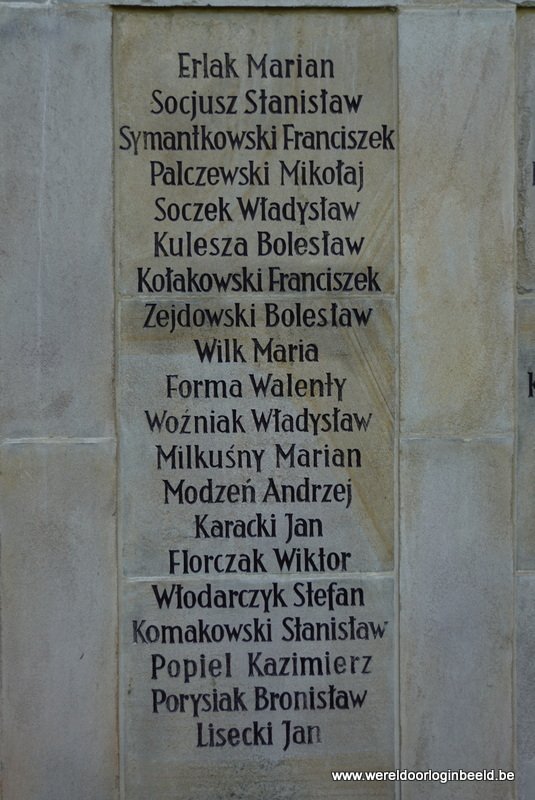 Erlak Marian
Socjusz Stanisław
Symantkowski Franciszek
Palczewski Mikołaj
Soczek Władysław
Kulesza Bolesław
Kołakowski Franciszek
Zejdowski Bolesław
Wilk Maria
Forma Walenty
Woźniak Władysław
Milkuśny Marian
Modzeń Andrzej
Karacki Jan
Florczak Wiktor
Włodarczyk Stefan
Komakowski Stanisław
Popiel Kazimierz
Porysiak Bronisław
Lisecki Jan
www.wereldoorloginbeeld.be